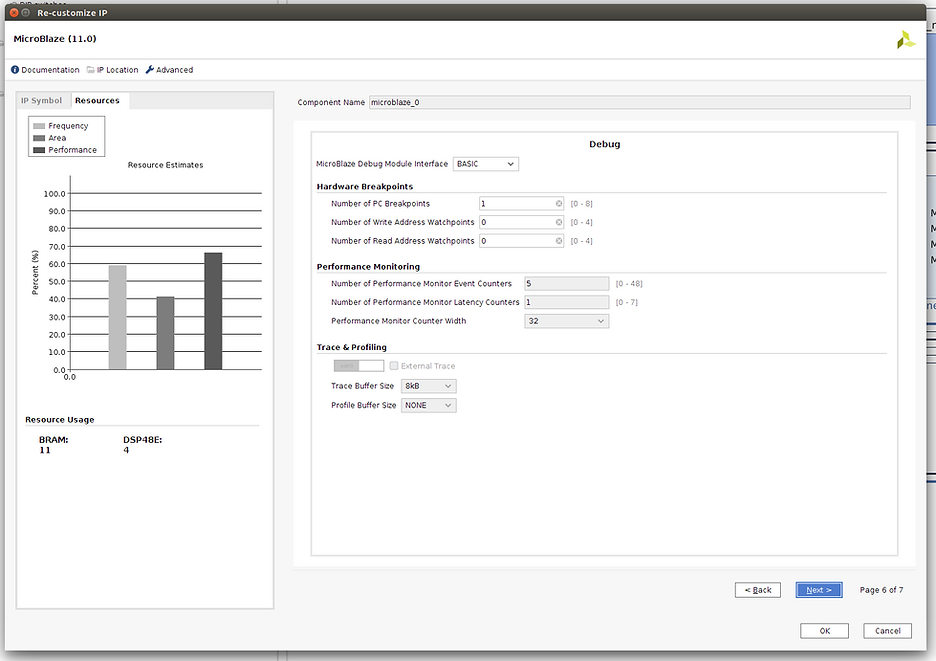 Re-customize IP
MicroBlaze (11.0)
Documentation IP Location Advanced
IP Symbol Resources
Frequency
Area
Performance
Resource Estimates
Percent (%)
100.0
90.0
80.0
70.0
60.0
50.0
40.0
30.0
20.0
10.0
0.0
0.0
Resource Usage
BRAM: DSP48E:
11 4
Component Name microblaze_0
Debug
MicroBlaze Debug Module Interface BASIC
Hardware Breakpoints
Number of PC Breakpoints 1 [0 - 8]
Number of Write Address Watchpoints 0 [0 - 4]
Number of Read Address Watchpoints 0 [0 - 4]
Performance Monitoring
Number of Performance Monitor Event Counters 5 [0 - 48]
Number of Performance Monitor Latency Counters 1 [0 - 7]
Performance Monitor Counter Width 32
Trace & Profiling
External Trace
Trace Buffer Size 8kB
Profile Buffer Size NONE
< Back Next > Page 6 of 7
OK Cancel